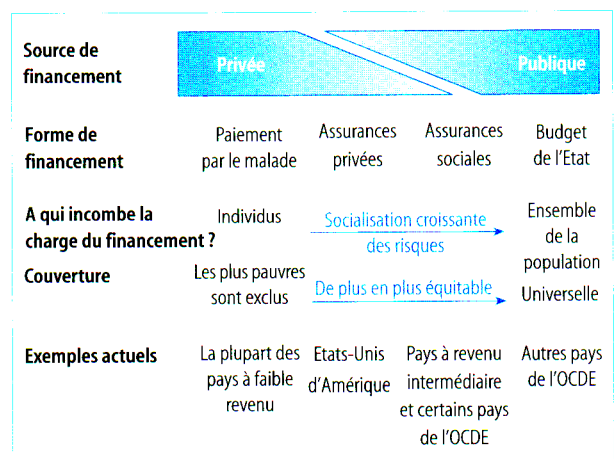 Source de
financement
Privée
Publique
Forme de
financement
Paiement
par le malade
Assurances
privées
Assurances
sociales
Budget
de l'Etat
A qui incombe la
charge du financement ?
Individus
Socialisation croissante
des risques
Ensemble
de la
population
Couverture
Les plus pauvres
sont exclus
De plus en plus équitable
Universelle
Exemples actuels
La plupart des
pays à faible
revenu
Etats-Unis
d'Amérique
Pays à revenu
intermédiaire
et certains pays
de l'OCDE
Autres pays
de l'OCDE